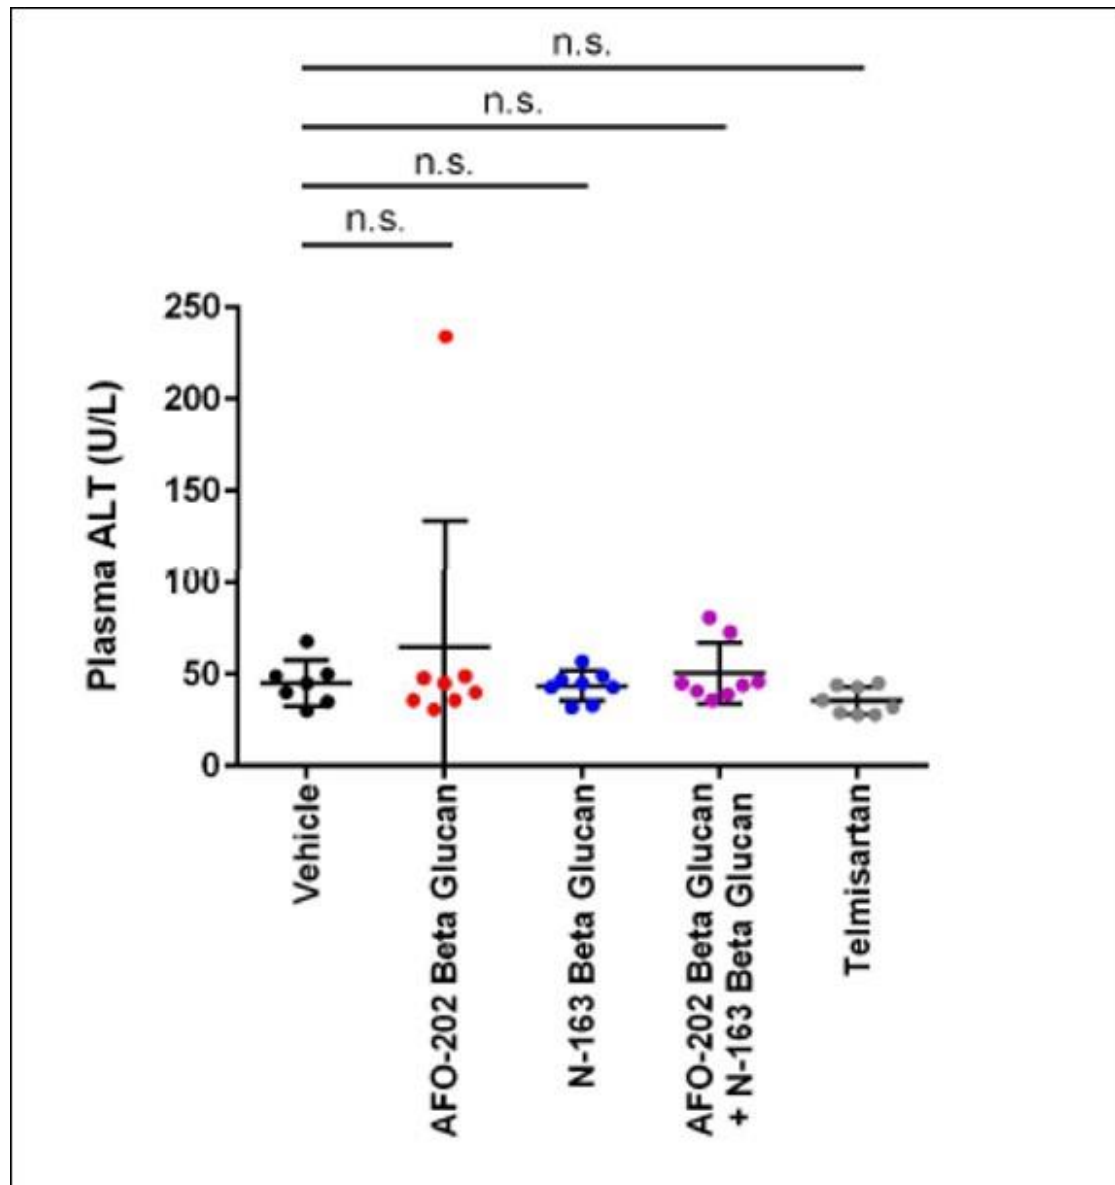 n.s.
n.s.
n.s.
n.s.
250
200
150
100
50
0
Plasma ALT (U/L)
Vehicle
AFO-202 Beta Glucan
N-163 Beta Glucan
AFO-202 Beta Glucan
+ N-163 Beta Glucan
Telmisartan